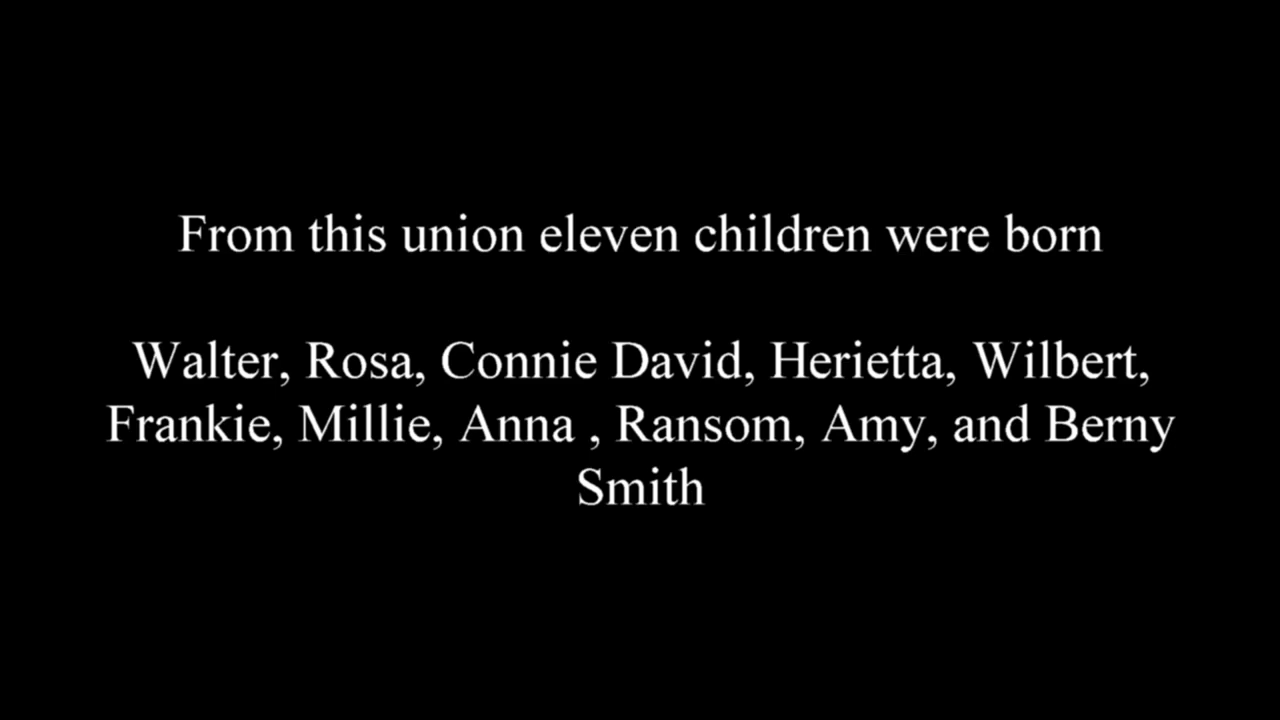 From this union eleven children were born
Walter, Rosa, Connie David, Herietta, Wilbert,
Frankie, Millie, Anna , Ransom, Amy, and Berny
Smith